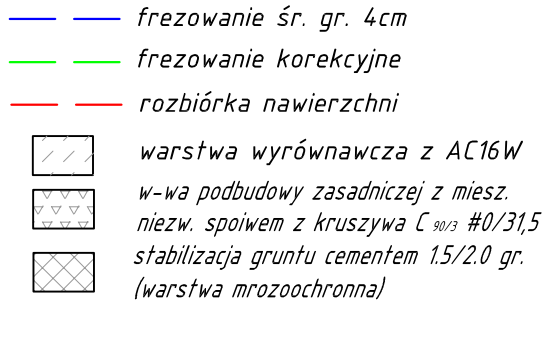 frezowanie śr. gr. 4cm
frezowanie korekcyjne
rozbiórka nawierzchni
warstwa wyrównawcza z AC16W
w-wa podbudowy zasadniczej z miesz.
niezw. spoiwem z kruszywa C 90/3 #0/31,5
stabilizacja gruntu cementem 1.5/2.0 gr.
(warstwa mrozoochronna)